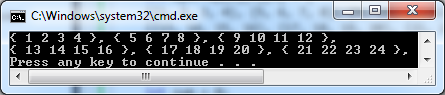 C:\Windows\system32\cmd.exe
{ 1 2 3 4 }, { 5 6 7 8 }, { 9 10 11 12 },
{ 13 14 15 16 }, { 17 18 19 20 }, { 21 22 23 24 },
Press any key to continue . . .